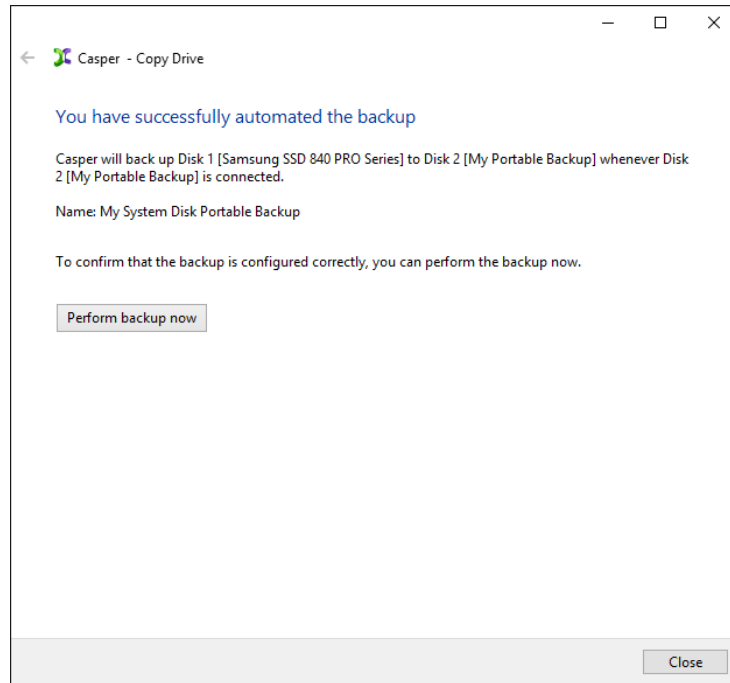 Casper - Copy Drive
You have successfully automated the backup
Casper will back up Disk 1 [Samsung SSD 840 PRO Series] to Disk 2 [My Portable Backup] whenever Disk
2 [My Portable Backup] is connected.
Name: My System Disk Portable Backup
To confirm that the backup is configured correctly, you can perform the backup now.
Perform backup now
Close